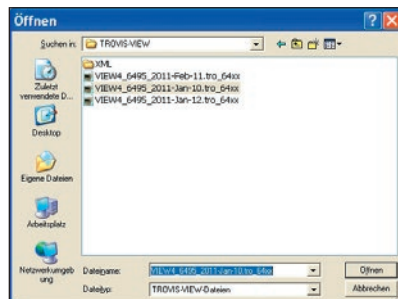 Öffnen
Suchen in: TROVIS-VIEW
XML
VIEW4_6495_2011-Feb-11.tro_64xx
VIEW4_6495_2011-Jan-10.tro_64xx
VIEW4_6495_2011-Jan-12.tro_64xx
Zuletzt
verwendete D...
Desktop
Eigene Dateien
Arbeitsplatz
Netzwerkumgeb
ung
Dateiname: VIEW4_6495_2011-Jan-10.tro_64xx Öffnen
Dateityp: TROVIS-VIEW-Dateien Abbrechen